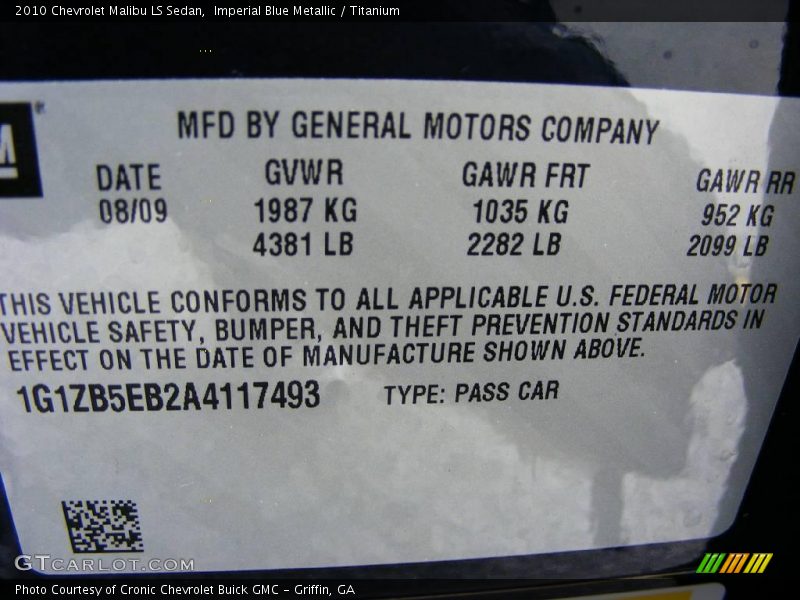 2010 Chevrolet Malibu LS Sedan, Imperial Blue Metallic / Titanium
MFD BY GENERAL MOTORS COMPANY
DATE GVWR GAWR FRT GAWR RR
08/09 1987 KG 1035 KG 952 KG
4381 LB 2282 LB 2099 LB
THIS VEHICLE CONFORMS TO ALL APPLICABLE U.S. FEDERAL MOTOR
VEHICLE SAFETY, BUMPER, AND THEFT PREVENTION STANDARDS IN
EFFECT ON THE DATE OF MANUFACTURE SHOWN ABOVE.
1G1ZB5EB2A4117493 TYPE: PASS CAR
GTCARLOT.COM
Photo Courtesy of Cronic Chevrolet Buick GMC - Griffin, GA